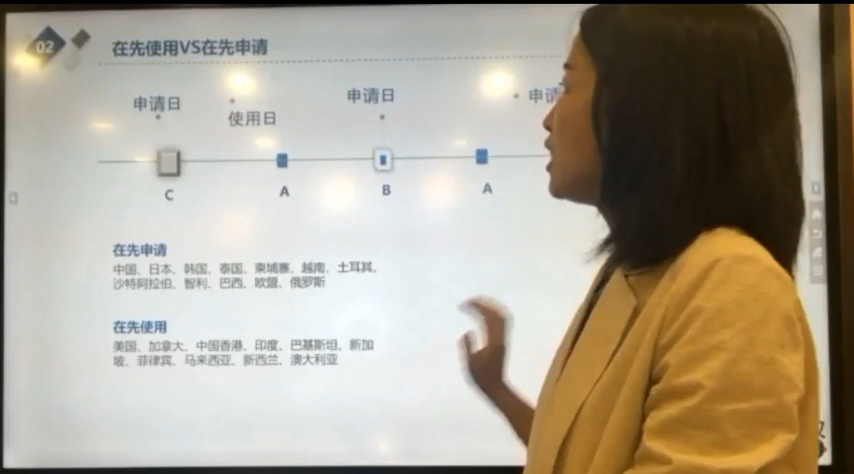 02
在先使用VS在先申请
申请日
使用日
申请日
申请
C
A
B
A
在先申请
中国、日本、韩国、泰国、柬埔寨、越南、土耳其、
沙特阿拉伯、智利、巴西、欧盟、俄罗斯
在先使用
美国、加拿大、中国香港、印度、巴基斯坦、新加
坡、菲律宾、马来西亚、新西兰、澳大利亚